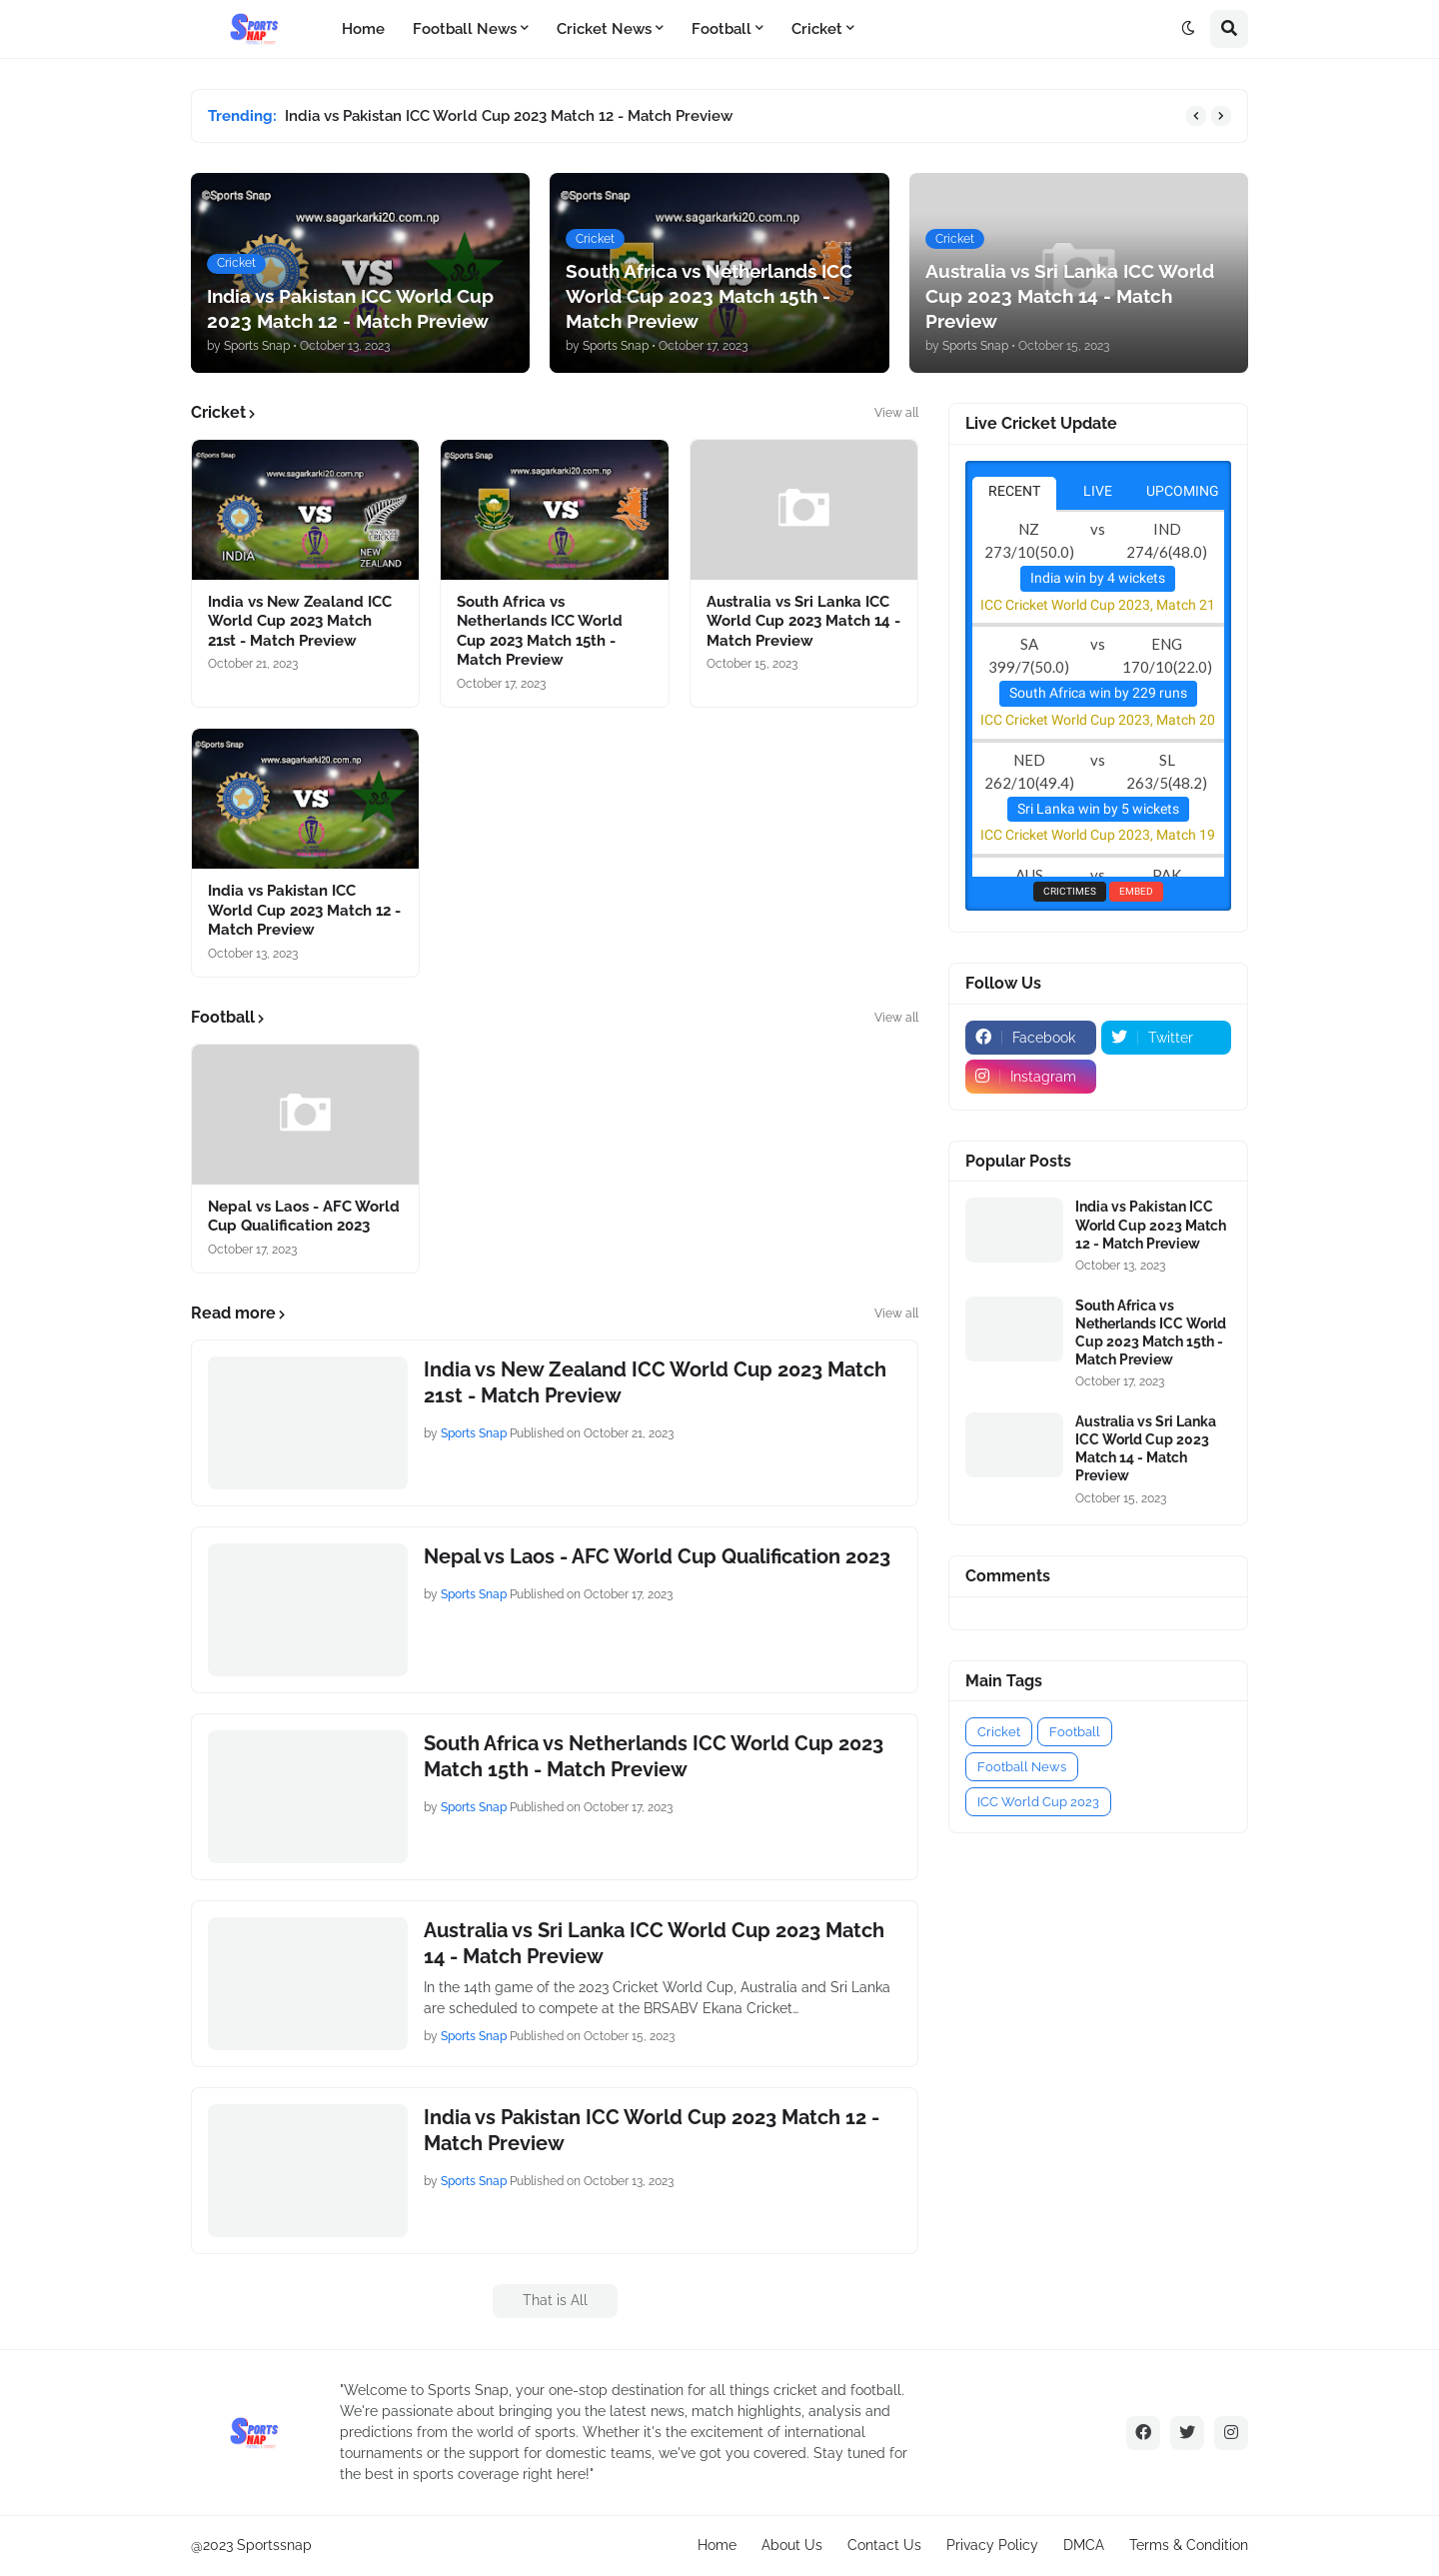 SPORTS
SNAP
Home
Football News
Cricket News
Football
Cricket
Trending: India vs Pakistan ICC World Cup 2023 Match 12 - Match Preview
©Sports Snap
www.sagarkarki20.com.np
VS
Cricket
India vs Pakistan ICC World Cup
2023 Match 12 - Match Preview
by Sports Snap • October 13, 2023
©Sports Snap
www.sagarkarki20.com.np
VS
Cricket
South Africa vs Netherlands ICC
World Cup 2023 Match 15th -
Match Preview
by Sports Snap • October 17, 2023
Cricket
Australia vs Sri Lanka ICC World
Cup 2023 Match 14 - Match
Preview
by Sports Snap • October 15, 2023
Cricket
View all
©Sports Snap
www.sagarkarki20.com.np
VS
INDIA
NEW
ZEALAND
India vs New Zealand ICC
World Cup 2023 Match
21st - Match Preview
October 21, 2023
©Sports Snap
www.sagarkarki20.com.np
VS
South Africa vs
Netherlands ICC World
Cup 2023 Match 15th -
Match Preview
October 17, 2023
Australia vs Sri Lanka ICC
World Cup 2023 Match 14 -
Match Preview
October 15, 2023
©Sports Snap
www.sagarkarki20.com.np
VS
India vs Pakistan ICC
World Cup 2023 Match 12 -
Match Preview
October 13, 2023
Football
View all
Nepal vs Laos - AFC World
Cup Qualification 2023
October 17, 2023
Read more
View all
India vs New Zealand ICC World Cup 2023 Match
21st - Match Preview
by Sports Snap Published on October 21, 2023
Nepal vs Laos - AFC World Cup Qualification 2023
by Sports Snap Published on October 17, 2023
South Africa vs Netherlands ICC World Cup 2023
Match 15th - Match Preview
by Sports Snap Published on October 17, 2023
Australia vs Sri Lanka ICC World Cup 2023 Match
14 - Match Preview
In the 14th game of the 2023 Cricket World Cup, Australia and Sri Lanka
are scheduled to compete at the BRSABV Ekana Cricket…
by Sports Snap Published on October 15, 2023
India vs Pakistan ICC World Cup 2023 Match 12 -
Match Preview
by Sports Snap Published on October 13, 2023
That is All
Live Cricket Update
RECENT LIVE UPCOMING
NZ vs IND
273/10(50.0) 274/6(48.0)
India win by 4 wickets
ICC Cricket World Cup 2023, Match 21
SA vs ENG
399/7(50.0) 170/10(22.0)
South Africa win by 229 runs
ICC Cricket World Cup 2023, Match 20
NED vs SL
262/10(49.4) 263/5(48.2)
Sri Lanka win by 5 wickets
ICC Cricket World Cup 2023, Match 19
AUS vs PAK
CRICTIMES EMBED
Follow Us
Facebook
Twitter
Instagram
Popular Posts
India vs Pakistan ICC
World Cup 2023 Match
12 - Match Preview
October 13, 2023
South Africa vs
Netherlands ICC World
Cup 2023 Match 15th -
Match Preview
October 17, 2023
Australia vs Sri Lanka
ICC World Cup 2023
Match 14 - Match
Preview
October 15, 2023
Comments
Main Tags
Cricket
Football
Football News
ICC World Cup 2023
SPORTS
SNAP
"Welcome to Sports Snap, your one-stop destination for all things cricket and football.
We're passionate about bringing you the latest news, match highlights, analysis and
predictions from the world of sports. Whether it's the excitement of international
tournaments or the support for domestic teams, we've got you covered. Stay tuned for
the best in sports coverage right here!"
@2023 Sportssnap
Home
About Us
Contact Us
Privacy Policy
DMCA
Terms & Condition